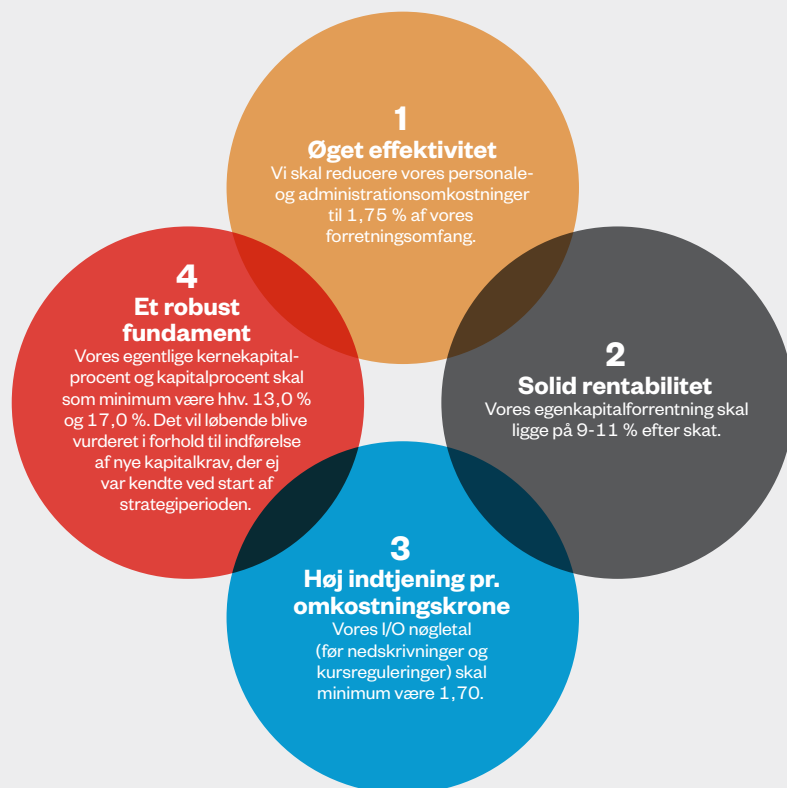 1
Øget effektivitet
Vi skal reducere vores personale-
og administrationsomkostninger
til 1,75 % af vores
forretningsomfang.
2
Solid rentabilitet
Vores egenkapitalforrentning skal
ligge på 9-11 % efter skat.
3
Høj indtjening pr.
omkostningskrone
Vores I/O nøgletal
(før nedskrivninger og
kursreguleringer) skal
minimum være 1,70.
4
Et robust
fundament
Vores egentlige kernekapital-
procent og kapitalprocent skal
som minimum være hhv. 13,0 %
og 17,0 %. Det vil løbende blive
vurderet i forhold til indførelse
af nye kapitalkrav, der ej
var kendte ved start af
strategiperioden.